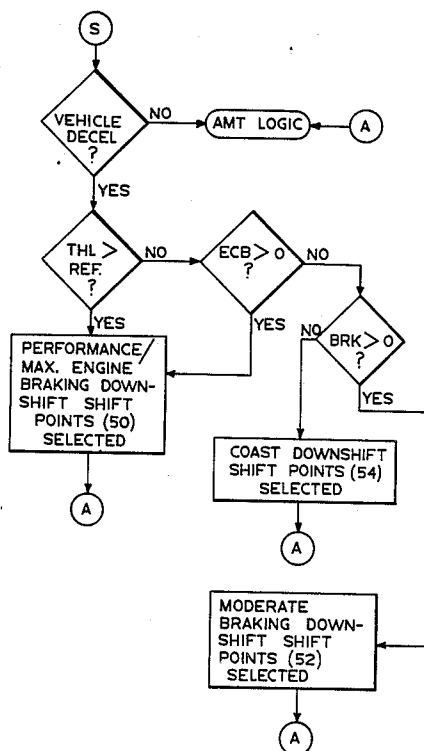 S
VEHICLE
DECEL
?
NO
AMT LOGIC
A
YES
THL >
REF.
?
NO
ECB > 0
?
NO
YES
YES
BRK > 0
?
NO
YES
PERFORMANCE/
MAX. ENGINE
BRAKING DOWN-
SHIFT SHIFT
POINTS (50)
SELECTED
A
COAST DOWNSHIFT
SHIFT POINTS (54)
SELECTED
A
MODERATE
BRAKING DOWN-
SHIFT SHIFT
POINTS (52)
SELECTED
A